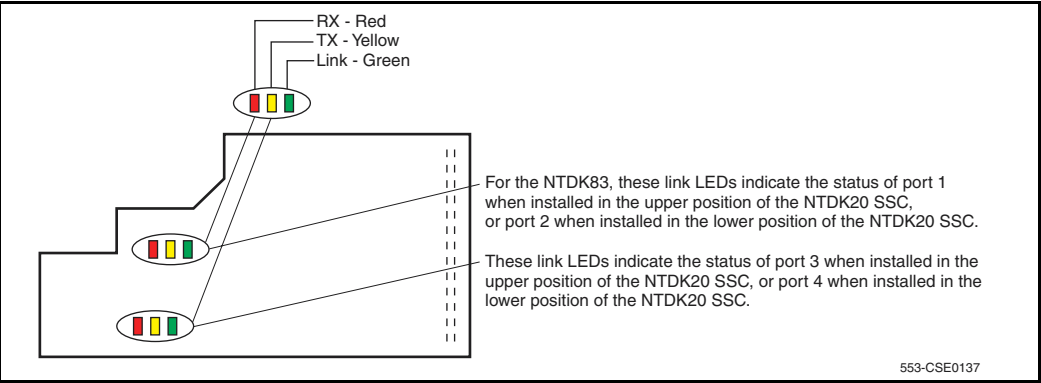 RX - Red
TX - Yellow
Link - Green
For the NTDK83, these link LEDs indicate the status of port 1
when installed in the upper position of the NTDK20 SSC,
or port 2 when installed in the lower position of the NTDK20 SSC.
These link LEDs indicate the status of port 3 when installed in the
upper position of the NTDK20 SSC, or port 4 when installed in the
lower position of the NTDK20 SSC.
553-CSE0137